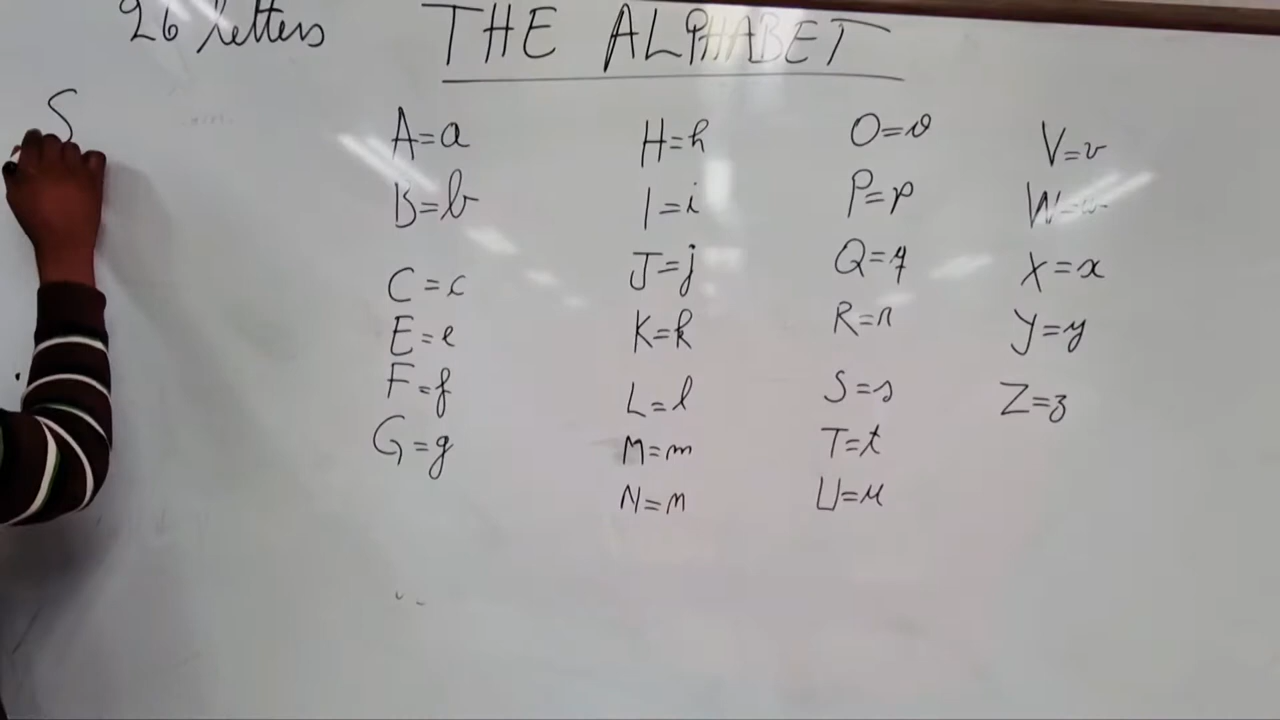 26 letters
THE ALPHABET
S
A=a
B=b
C=c
E=e
F=f
G=g
H=h
I=i
J=j
K=k
L=l
M=m
N=n
O=o
P=p
Q=q
R=r
S=s
T=t
U=u
V=v
W=w
X=x
Y=y
Z=z